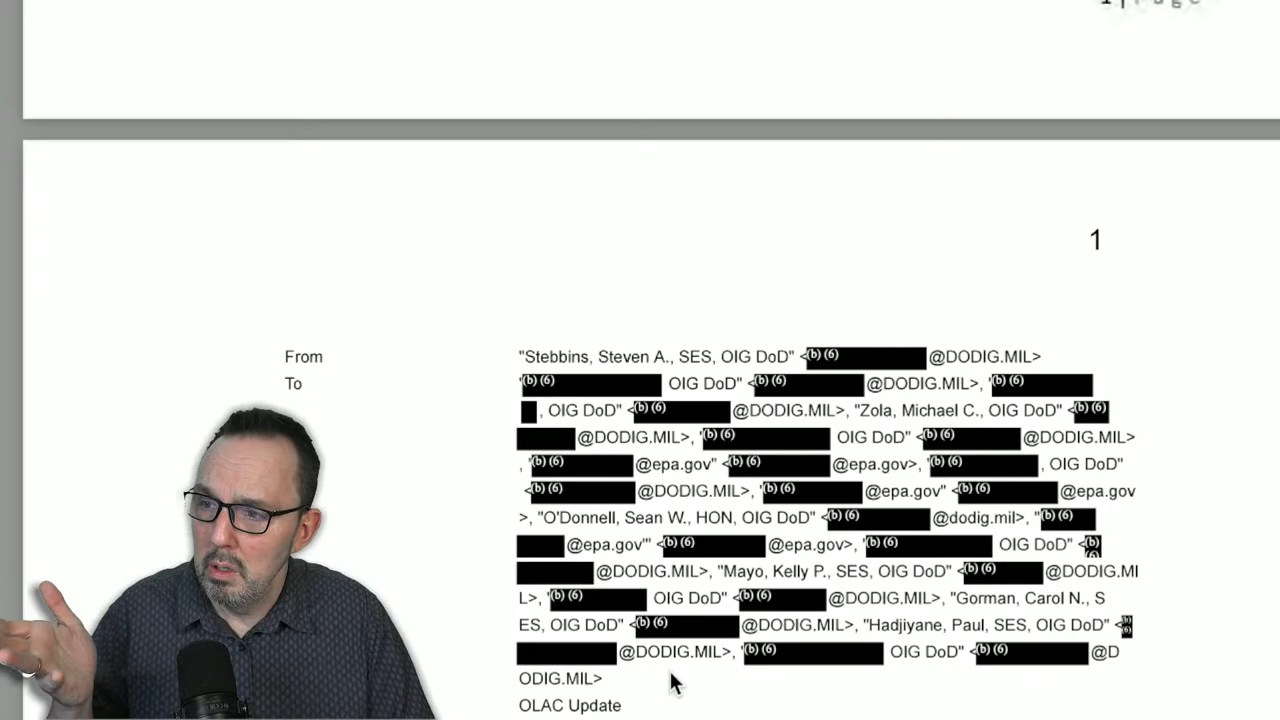 1
From
"Stebbins, Steven A., SES, OIG DoD" <(b) (6) @DODIG.MIL>
To
'(b) (6) OIG DoD" <(b) (6) @DODIG.MIL>, '(b) (6)
, OIG DoD" <(b) (6) @DODIG.MIL>, "Zola, Michael C., OIG DoD" <(b) (6)
@DODIG.MIL>, '(b) (6) OIG DoD" <(b) (6) @DODIG.MIL>
, '(b) (6) @epa.gov" <(b) (6) @epa.gov>, '(b) (6) , OIG DoD"
<(b) (6) @DODIG.MIL>, '(b) (6) @epa.gov" <(b) (6) @epa.gov
>, "O'Donnell, Sean W., HON, OIG DoD" <(b) (6) @dodig.mil>, "(b) (6)
@epa.gov'" <(b) (6) @epa.gov>, '(b) (6) OIG DoD" <(b) (6)
@DODIG.MIL>, "Mayo, Kelly P., SES, OIG DoD" <(b) (6) @DODIG.MI
L>, '(b) (6) OIG DoD" <(b) (6) @DODIG.MIL>, "Gorman, Carol N., S
ES, OIG DoD" <(b) (6) @DODIG.MIL>, "Hadjiyane, Paul, SES, OIG DoD" <(b) (6)
@DODIG.MIL>, '(b) (6) OIG DoD" <(b) (6) @D
ODIG.MIL>
OLAC Update